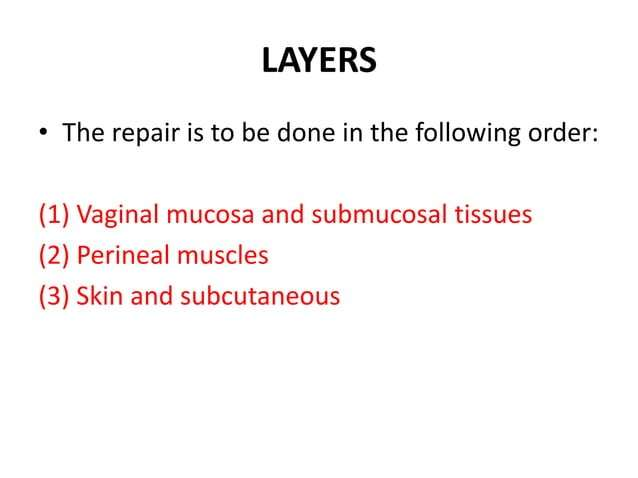 LAYERS
• The repair is to be done in the following order:
(1) Vaginal mucosa and submucosal tissues
(2) Perineal muscles
(3) Skin and subcutaneous